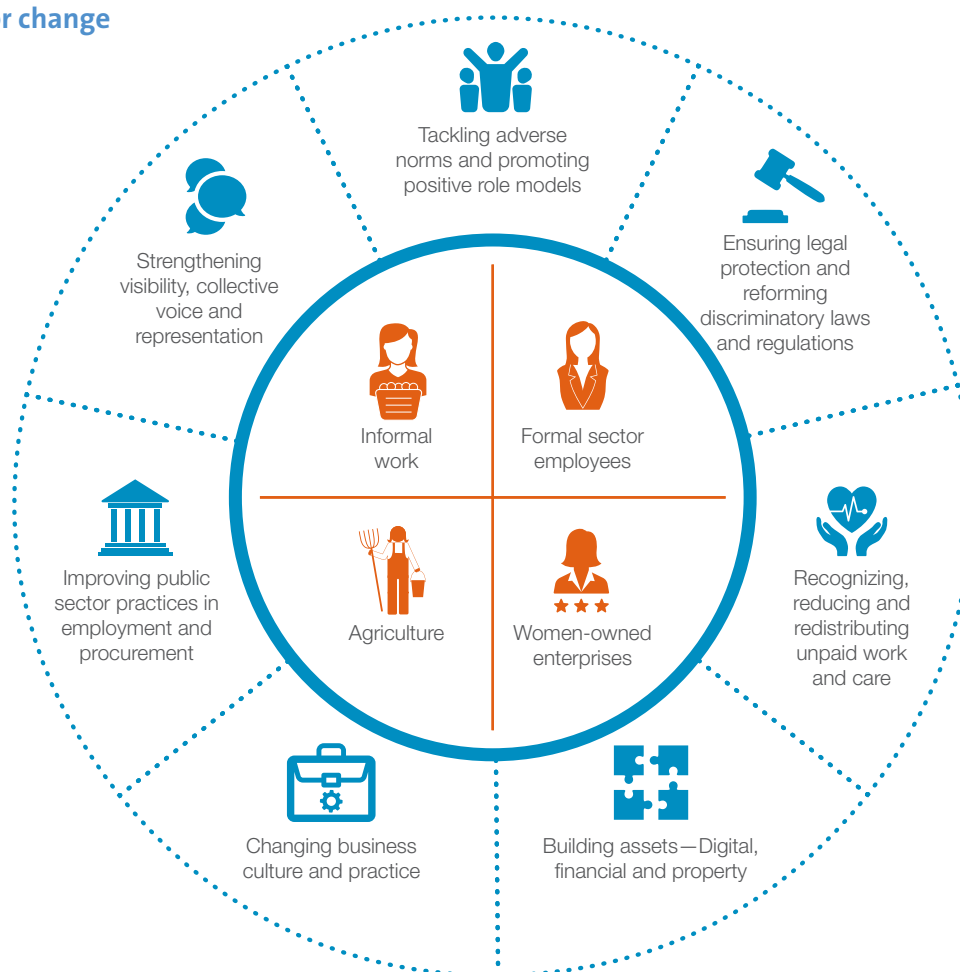 or change
Tackling adverse
norms and promoting
positive role models
Ensuring legal
protection and
reforming
discriminatory laws
and regulations
Recognizing,
reducing and
redistributing
unpaid work
and care
Building assets—Digital,
financial and property
Changing business
culture and practice
Improving public
sector practices in
employment and
procurement
Strengthening
visibility, collective
voice and
representation
Informal
work
Formal sector
employees
Agriculture
Women-owned
enterprises